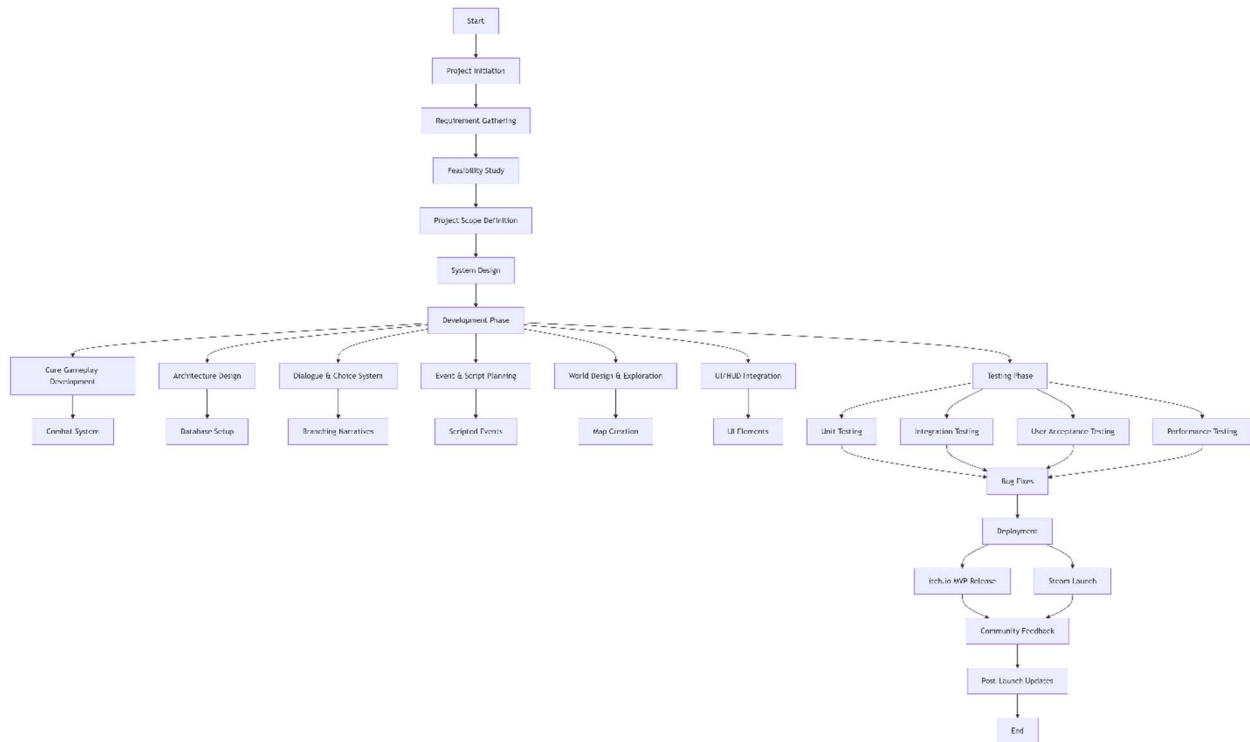 Start
Project Initiation
Requirement Gathering
Feasibility Study
Project Scope Definition
System Design
Development Phase
Core Gameplay
Development
Architecture Design
Dialogue & Choice System
Event & Script Planning
World Design & Exploration
UI/HUD Integration
Testing Phase
Combat System
Database Setup
Branching Narratives
Scripted Events
Map Creation
UI Elements
Unit Testing
Integration Testing
User Acceptance Testing
Performance Testing
Bug Fixes
Deployment
itch.io MVP Release
Steam Launch
Community Feedback
Post-Launch Updates
End